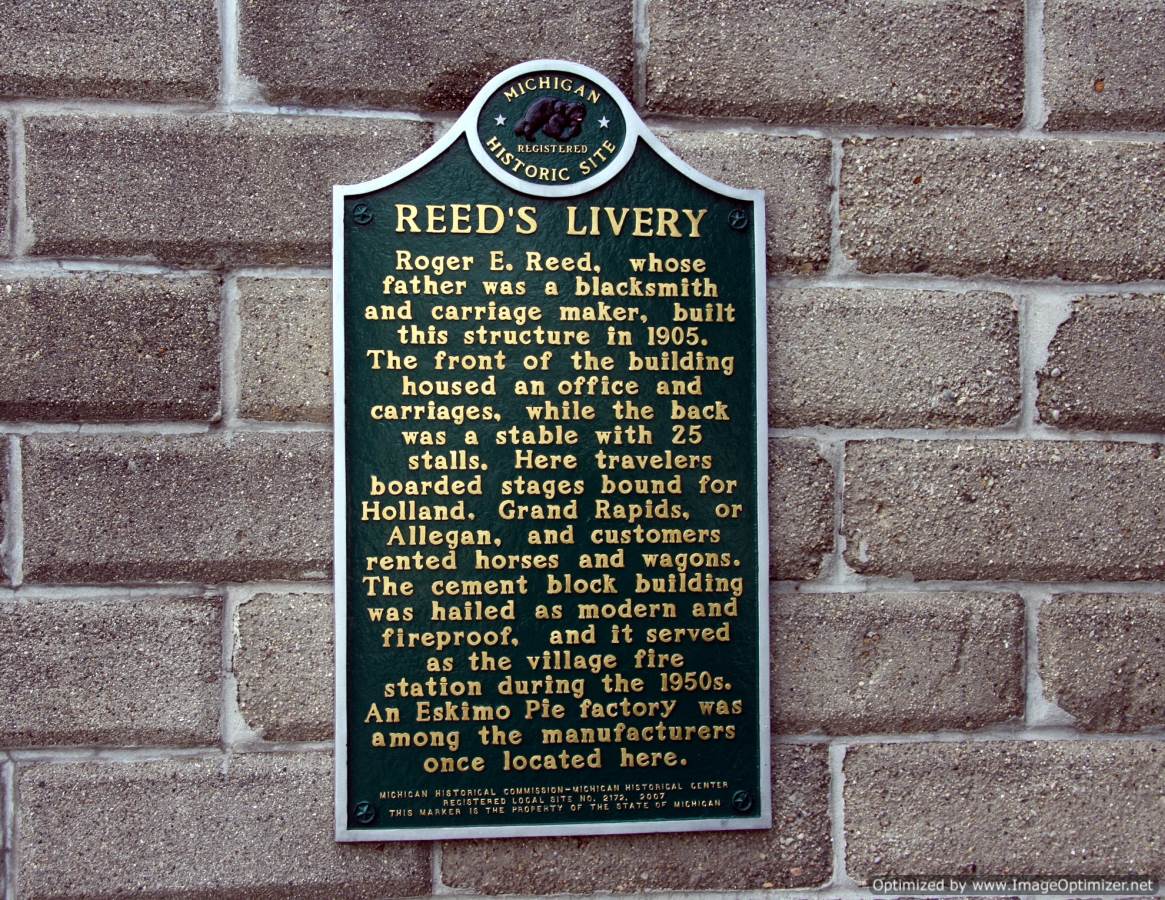 MICHIGAN
REGISTERED
HISTORIC SITE
REED'S LIVERY
Roger E. Reed, whose
father was a blacksmith
and carriage maker, built
this structure in 1905.
The front of the building
housed an office and
carriages, while the back
was a stable with 25
stalls. Here travelers
boarded stages bound for
Holland, Grand Rapids, or
Allegan, and customers
rented horses and wagons.
The cement block building
was hailed as modern and
fireproof, and it served
as the village fire
station during the 1950s.
An Eskimo Pie factory was
among the manufacturers
once located here.
MICHIGAN HISTORICAL COMMISSION-MICHIGAN HISTORICAL CENTER
REGISTERED LOCAL SITE NO. 2172, 2007
THIS MARKER IS THE PROPERTY OF THE STATE OF MICHIGAN
Optimized by www.ImageOptimizer.net